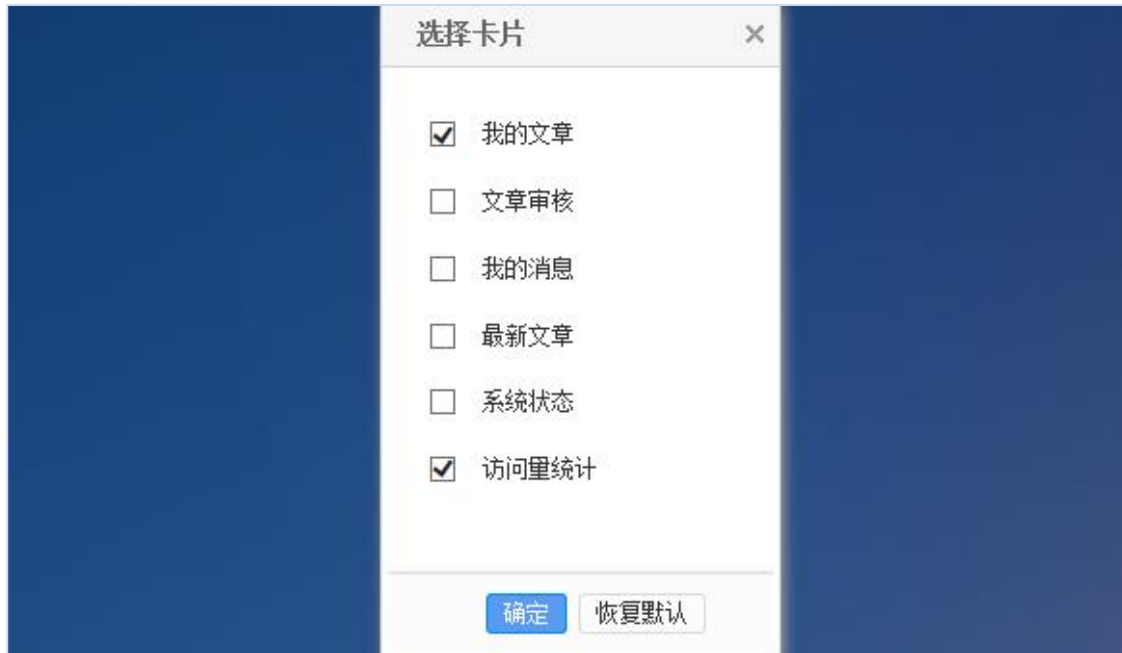 选择卡片
我的文章
文章审核
我的消息
最新文章
系统状态
访问量统计
确定 恢复默认